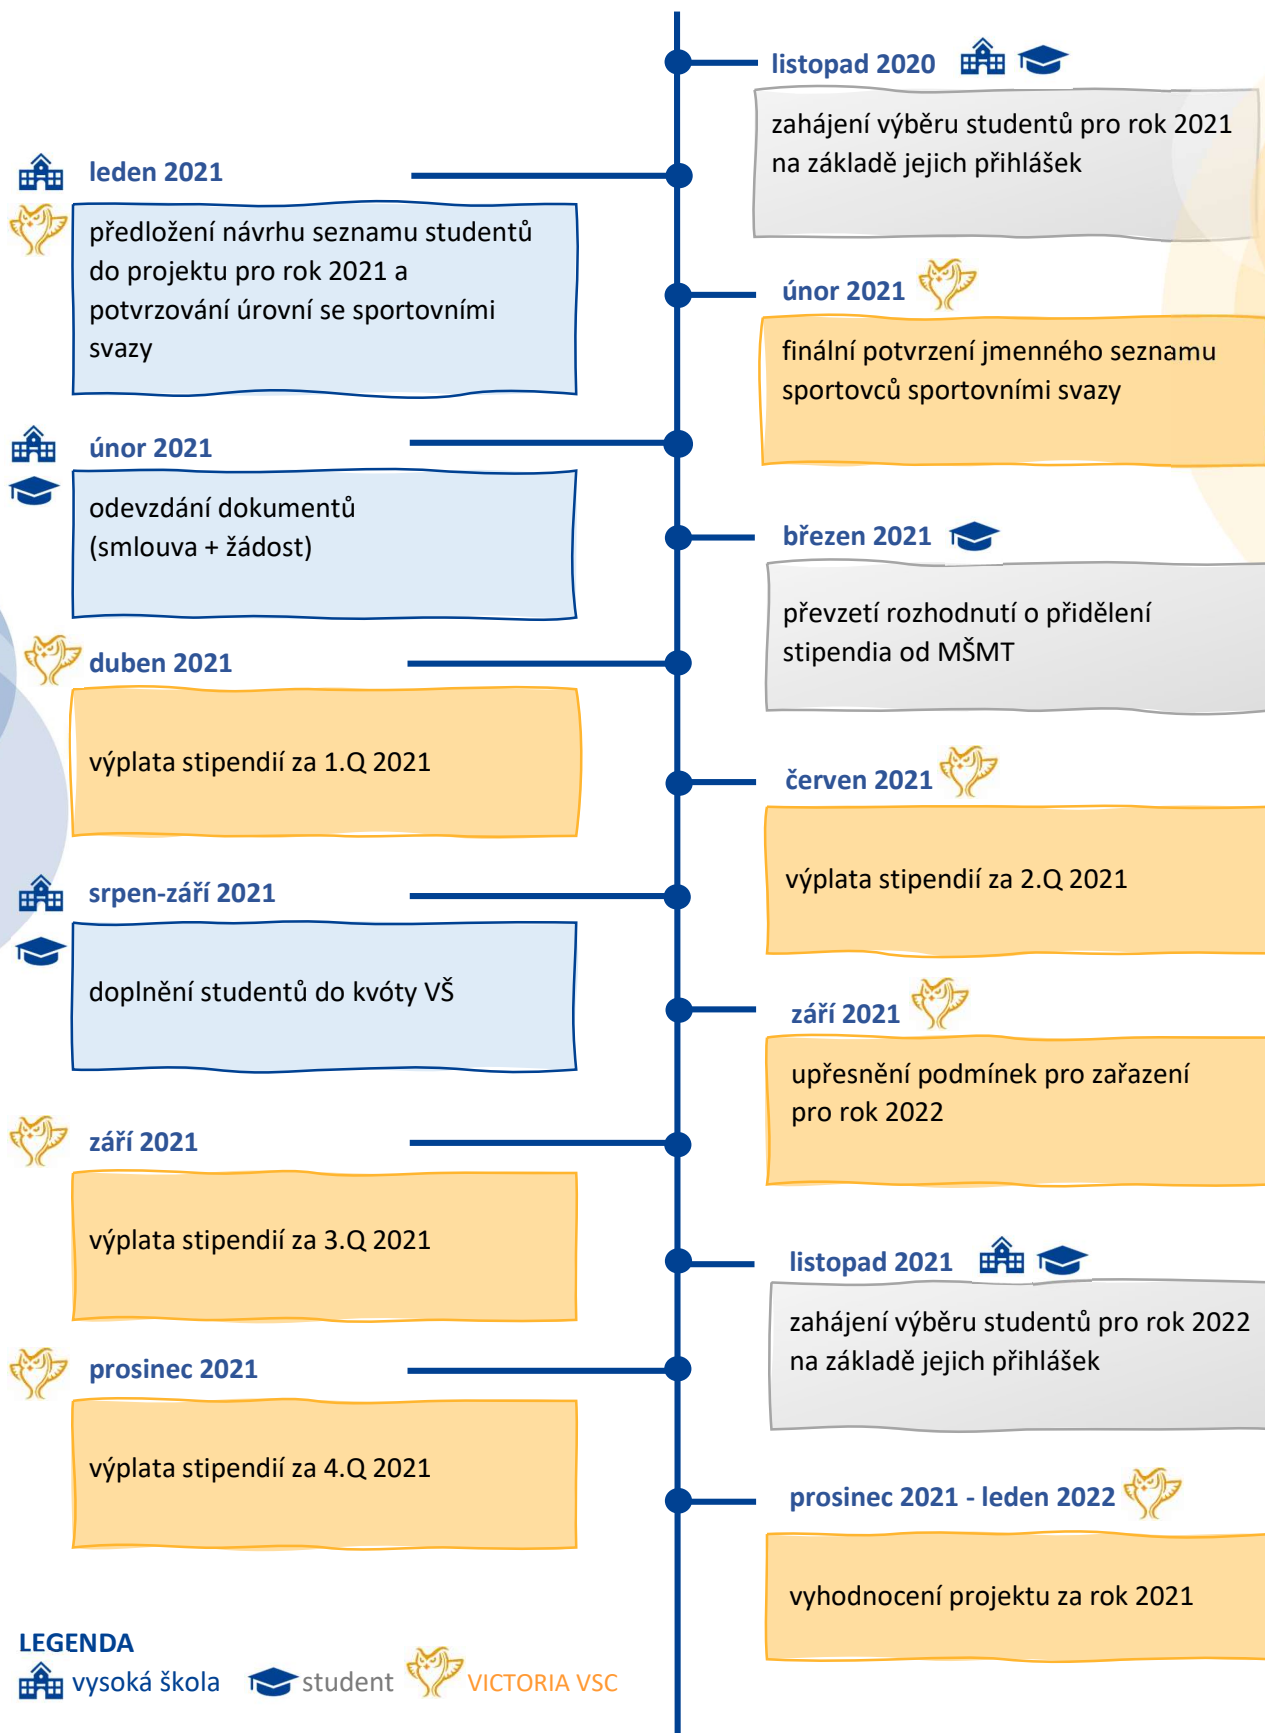 listopad 2020
zahájení výběru studentů pro rok 2021
na základě jejich přihlášek
leden 2021
předložení návrhu seznamu studentů
do projektu pro rok 2021 a
potvrzování úrovní se sportovními
svazy
únor 2021
finální potvrzení jmenného seznamu
sportovců sportovními svazy
únor 2021
odevzdání dokumentů
(smlouva + žádost)
březen 2021
převzetí rozhodnutí o přidělení
stipendia od MŠMT
duben 2021
výplata stipendií za 1.Q 2021
červen 2021
výplata stipendií za 2.Q 2021
srpen-září 2021
doplnění studentů do kvóty VŠ
září 2021
upřesnění podmínek pro zařazení
pro rok 2022
září 2021
výplata stipendií za 3.Q 2021
listopad 2021
zahájení výběru studentů pro rok 2022
na základě jejich přihlášek
prosinec 2021
výplata stipendií za 4.Q 2021
prosinec 2021 - leden 2022
vyhodnocení projektu za rok 2021
LEGENDA
vysoká škola student VICTORIA VSC